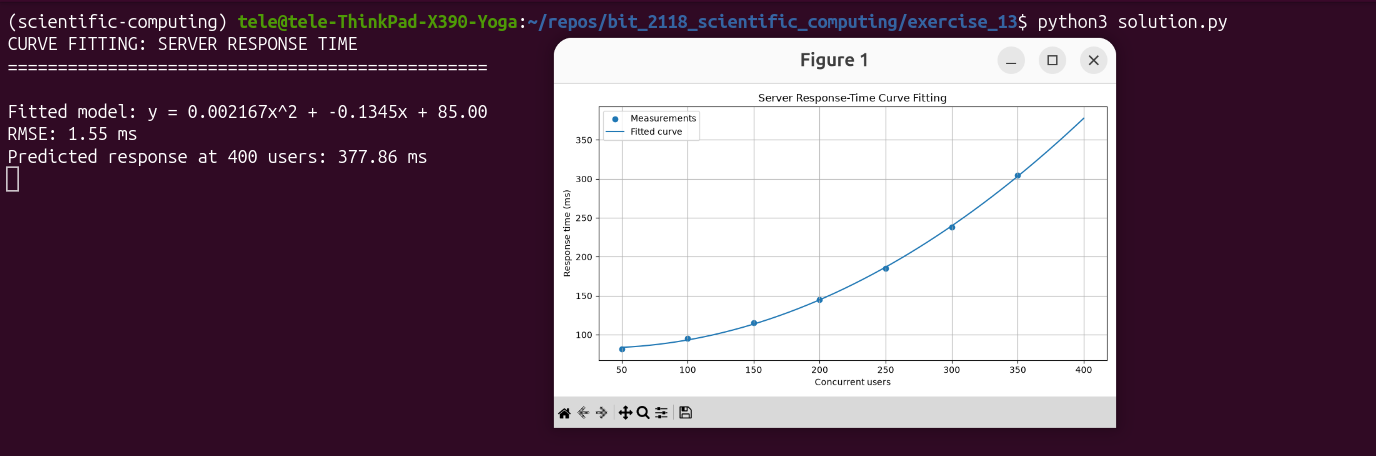 (scientific-computing) tele@tele-ThinkPad-X390-Yoga:~/repos/bit_2118_scientific_computing/exercise_13$ python3 solution.py
CURVE FITTING: SERVER RESPONSE TIME
================================================
Fitted model: y = 0.002167x^2 + -0.1345x + 85.00
RMSE: 1.55 ms
Predicted response at 400 users: 377.86 ms
Figure 1
Server Response-Time Curve Fitting
Measurements
Fitted curve
Response time (ms)
350
300
250
200
150
100
50 100 150 200 250 300 350 400
Concurrent users